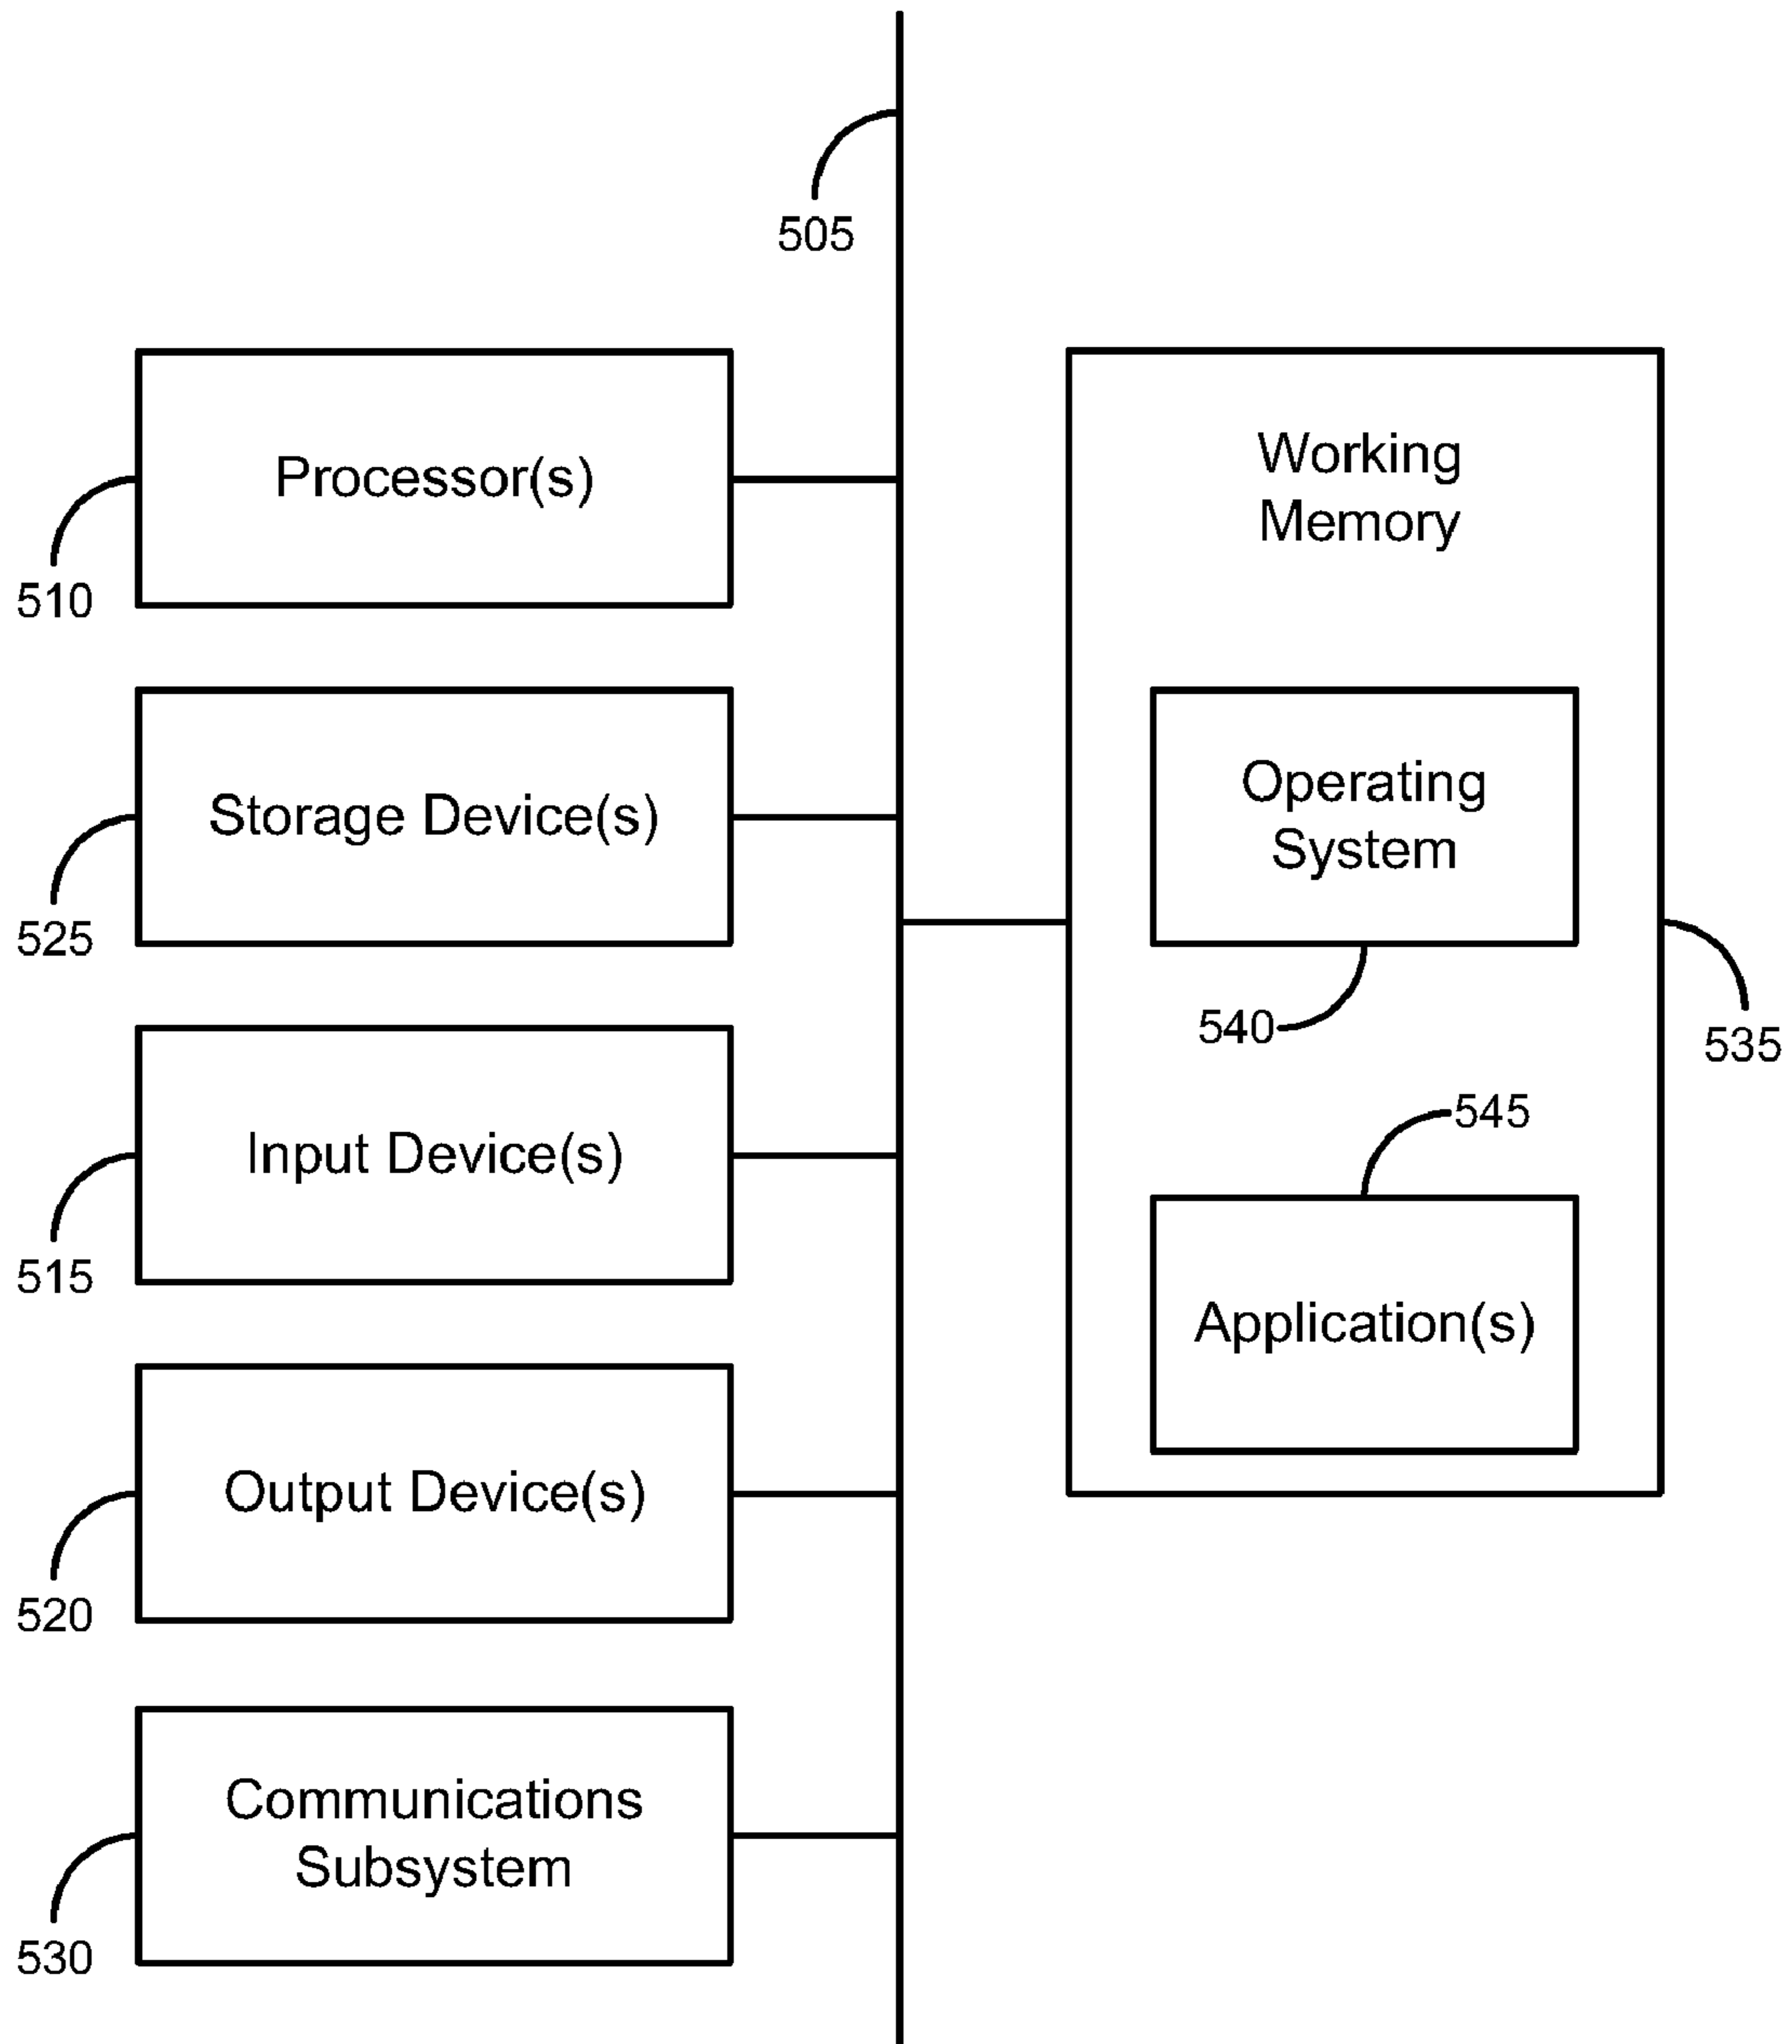 505
Processor(s)
510
Storage Device(s)
525
Input Device(s)
515
Output Device(s)
520
Communications
Subsystem
530
Working
Memory
Operating
System
540
535
545
Application(s)